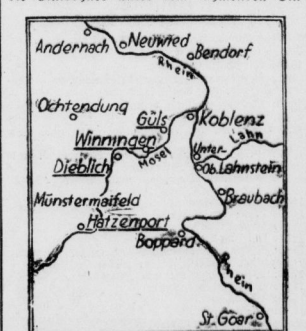 Andernach
Neuwied
Bendorf
Rhein
Ochtendung
Güls
Koblenz
Winningen
Mosel
Lahn
Dieblich
Unter-
Ob. Lahnstein
Münstermaifeld
Braubach
Hatzenport
Boppard
Rhein
St. Goar